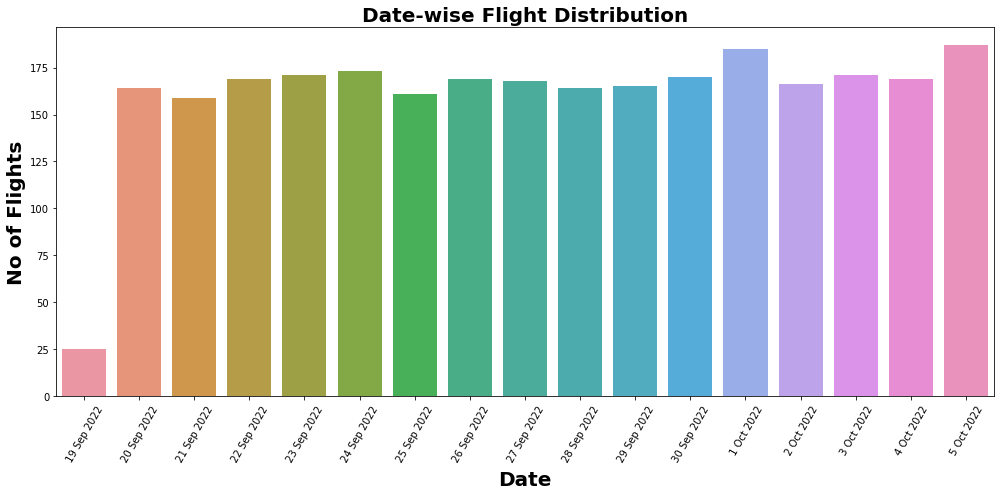 Date-wise Flight Distribution
No of Flights
175
150
125
100
75
50
25
0
19 Sep 2022
20 Sep 2022
21 Sep 2022
22 Sep 2022
23 Sep 2022
24 Sep 2022
25 Sep 2022
26 Sep 2022
27 Sep 2022
28 Sep 2022
29 Sep 2022
30 Sep 2022
1 Oct 2022
2 Oct 2022
3 Oct 2022
4 Oct 2022
5 Oct 2022
Date